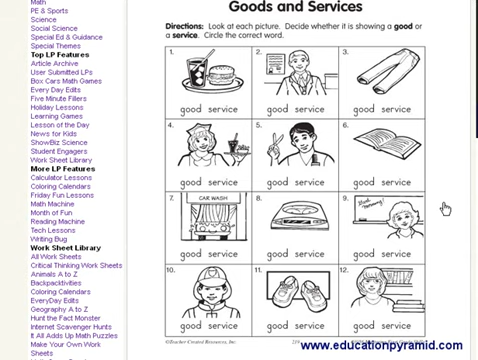 Math
PE & Sports
Science
Social Science
Special Ed & Guidance
Special Themes
Top LP Features
Article Archive
User Submitted LPs
Box Cars Math Games
Every Day Edits
Five Minute Fillers
Holiday Lessons
Learning Games
Lesson of the Day
News for Kids
ShowBiz Science
Student Engagers
Work Sheet Library
More LP Features
Calculator Lessons
Coloring Calendars
Friday Fun Lessons
Math Machine
Month of Fun
Reading Machine
Tech Lessons
Writing Bug
Work Sheet Library
All Work Sheets
Critical Thinking Work Sheets
Animals A to Z
Backpacktivities
Coloring Calendars
EveryDay Edits
Geography A to Z
Hunt the Fact Monster
Internet Scavenger Hunts
It All Adds Up Math Puzzles
Make Your Own Work
Sheets
Goods and Services
Directions: Look at each picture. Decide whether it is showing a good or
a service. Circle the correct word.
1. 2. 3.
good service good service good service
4. 5. 6.
good service good service good service
7. 8. 9.
CAR WASH
good service good service good service
10. 11. 12.
good service good service good service
©Teacher Created Resources, Inc.
www.educationpyramid.com